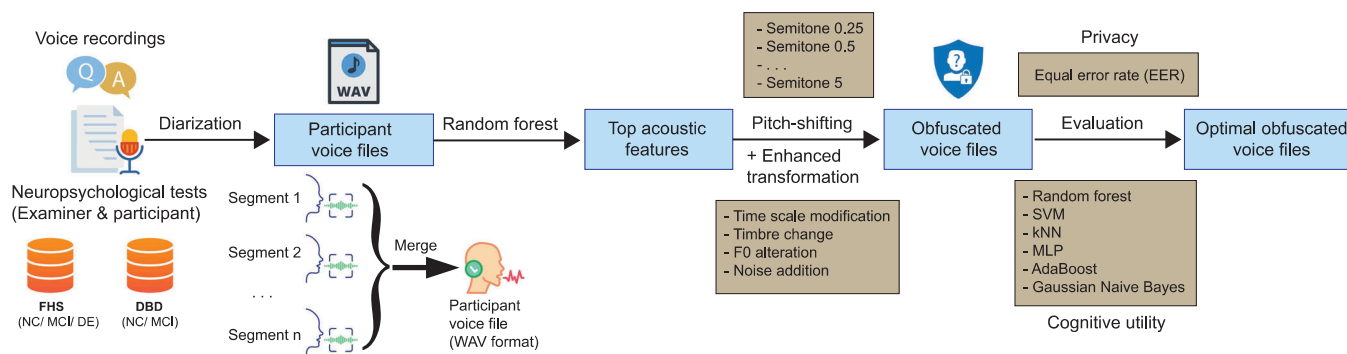 Voice recordings
Q A
Neuropsychological tests
(Examiner & participant)
FHS
(NC/ MCI/ DE)
DBD
(NC/ MCI)
Diarization
WAV
Participant
voice files
Segment 1
Segment 2
. . .
Segment n
Merge
Participant
voice file
(WAV format)
Random forest
Top acoustic
features
- Semitone 0.25
- Semitone 0.5
- . . .
- Semitone 5
Pitch-shifting
+ Enhanced
transformation
- Time scale modification
- Timbre change
- F0 alteration
- Noise addition
?
Obfuscated
voice files
Privacy
Equal error rate (EER)
Evaluation
- Random forest
- SVM
- kNN
- MLP
- AdaBoost
- Gaussian Naive Bayes
Cognitive utility
Optimal obfuscated
voice files